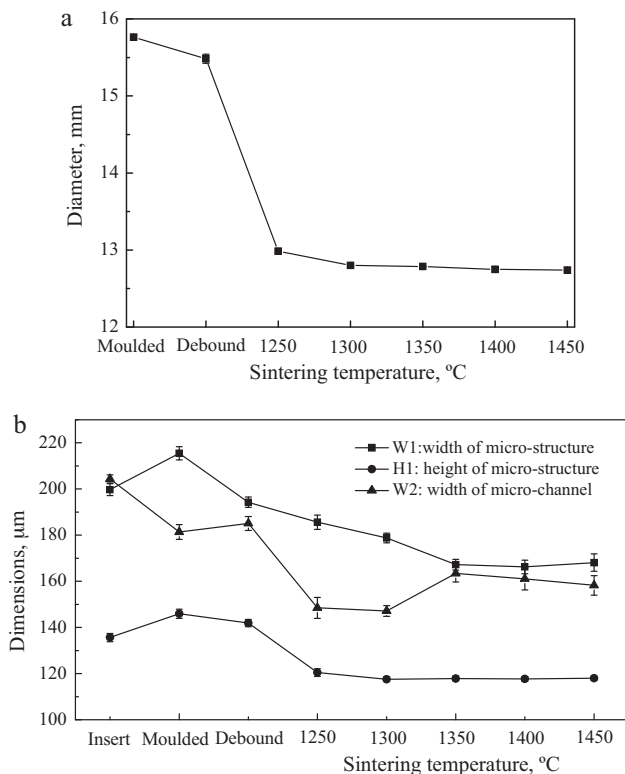 a
16
15
14
13
12
Diameter, mm
Moulded Debound 1250 1300 1350 1400 1450
Sintering temperature, ºC
b
220
200
180
160
140
120
100
Dimensions, µm
W1:width of micro-structure
H1: height of micro-structure
W2: width of micro-channel
Insert Moulded Debound 1250 1300 1350 1400 1450
Sintering temperature, ºC